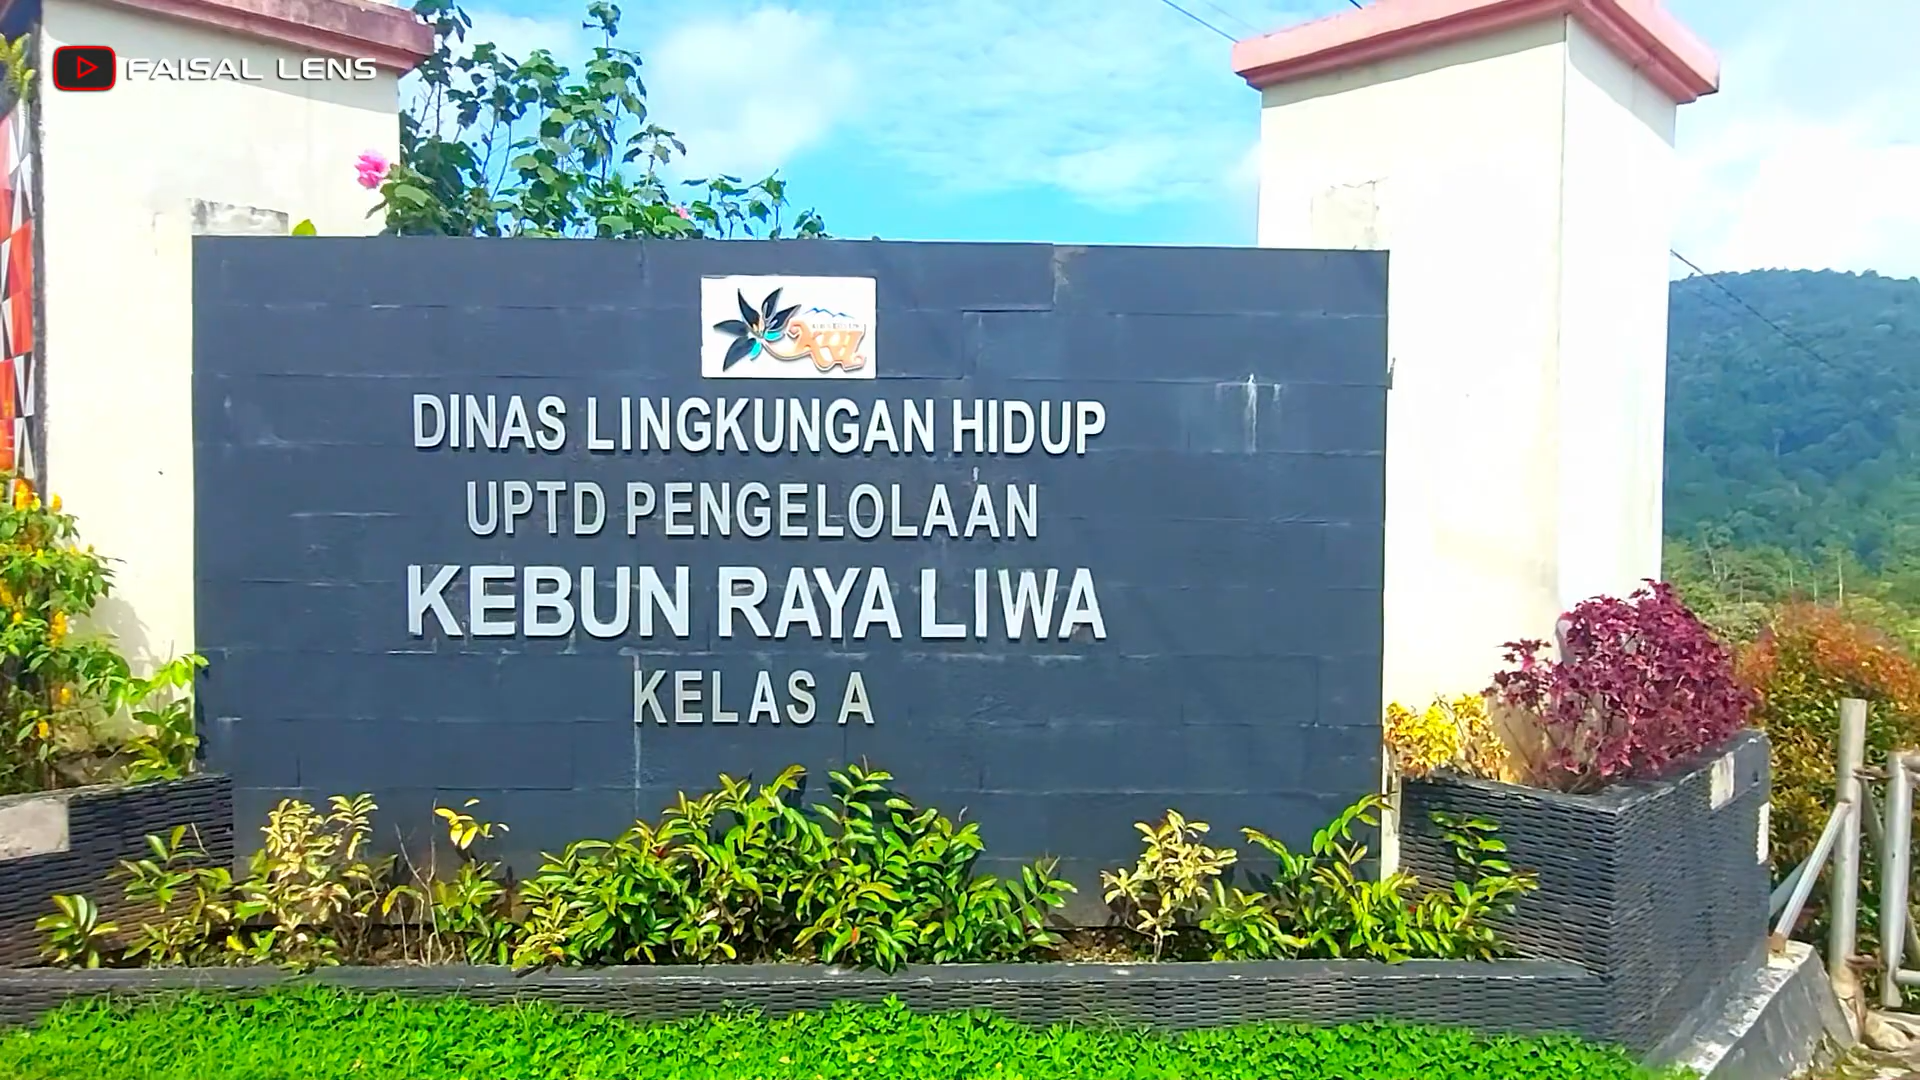 FAISAL LENS
DINAS LINGKUNGAN HIDUP
UPTD PENGELOLAAN
KEBUN RAYA LIWA
KELAS A